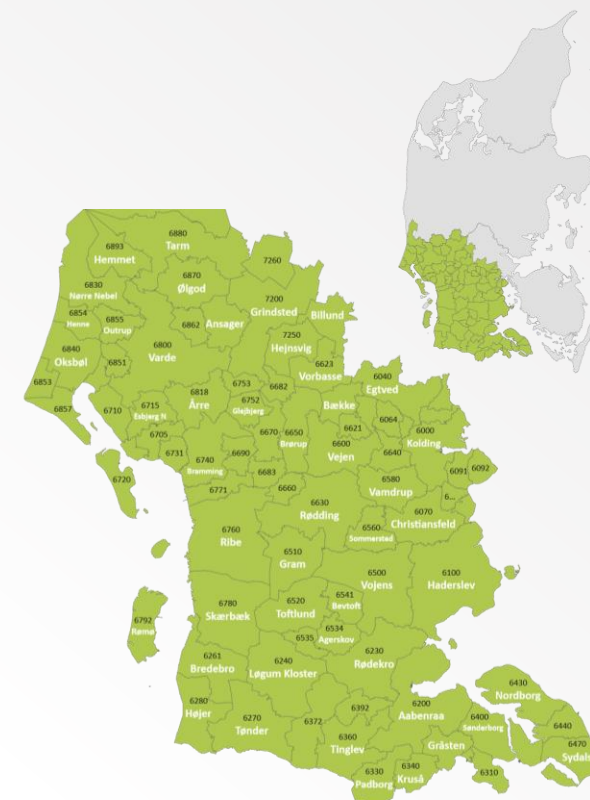 6880
Tarm
6893
Hemmet
7260
6870
Ølgod
6830
Nørre Nebel
7200
Grindsted
Billund
6854
Henne
6855
Outrup
6862
Ansager
7250
Hejnsvig
6840
Oksbøl
6800
Varde
6851
6623
Vorbasse
6040
Egtved
6853
6857
6710
6715
Esbjerg N
6818
Årre
6753
6752
Glejbjerg
6682
Bække
6705
6731
6740
Bramming
6690
6670
6650
Brørup
6683
6621
6600
Vejen
6064
6000
Kolding
6640
6720
6771
6660
6580
Vamdrup
6091
6092
6...
6630
Rødding
6070
Christiansfeld
6760
Ribe
6560
Sommersted
6510
Gram
6500
Vojens
6100
Haderslev
6792
Rømø
6780
Skærbæk
6520
Toftlund
6541
Bevtoft
6535
6534
Agerskov
6261
Bredebro
6240
Løgum Kloster
6230
Rødekro
6280
Højer
6270
Tønder
6372
6392
6360
Tinglev
6200
Aabenraa
6430
Nordborg
6400
Sønderborg
6440
6470
Sydals
Gråsten
6330
Padborg
6340
Kruså
6310